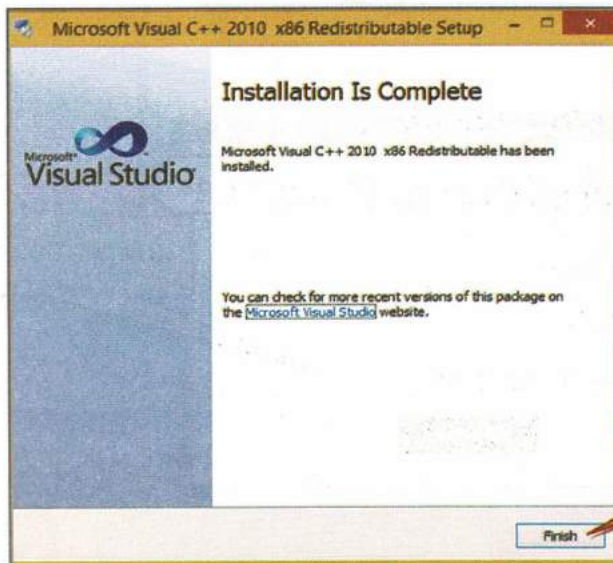 Microsoft Visual C++ 2010 x86 Redistributable Setup
Installation Is Complete
Microsoft
Visual Studio
Microsoft Visual C++ 2010 x86 Redistributable has been
installed.
You can check for more recent versions of this package on
the Microsoft Visual Studio website.
Finish